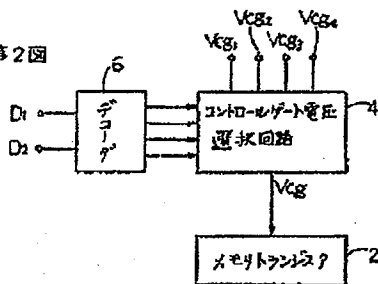 第2図
Vcg₁ Vcg₂ Vcg₃ Vcg₄
6
D₁
D₂
デコーダ
コントロールゲート電圧
選択回路
4
Vcg
メモリトランジスタ
2